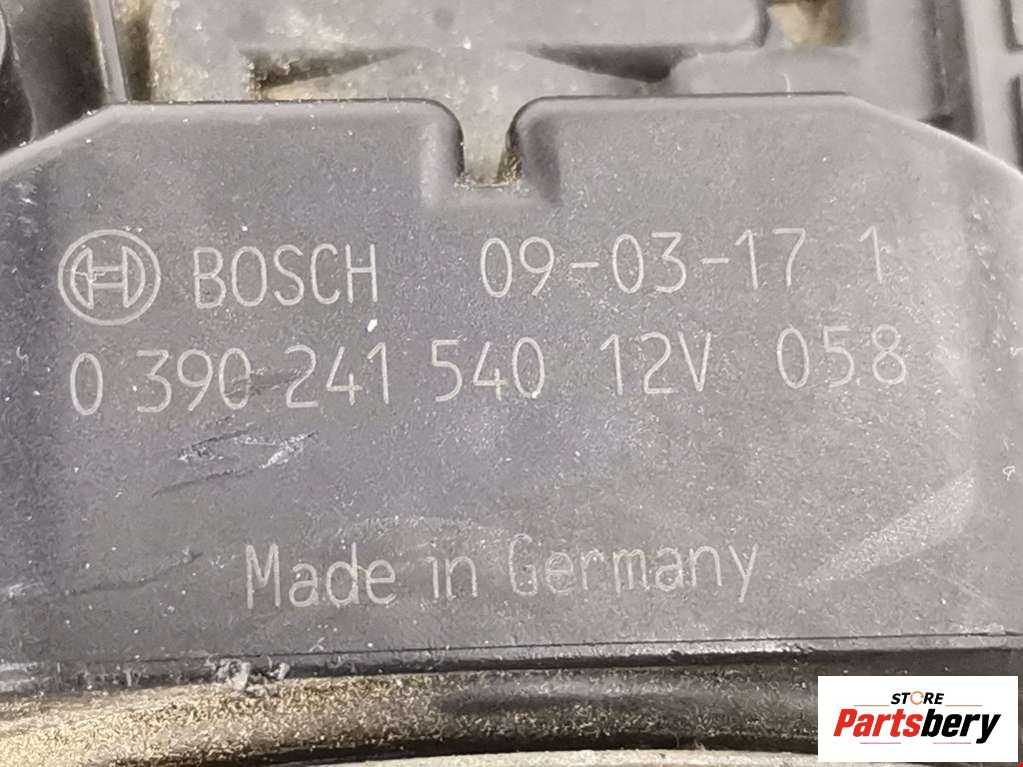 BOSCH 09-03-17 1
0 390 241 540 12V 058
Made in Germany
STORE
Partsbery